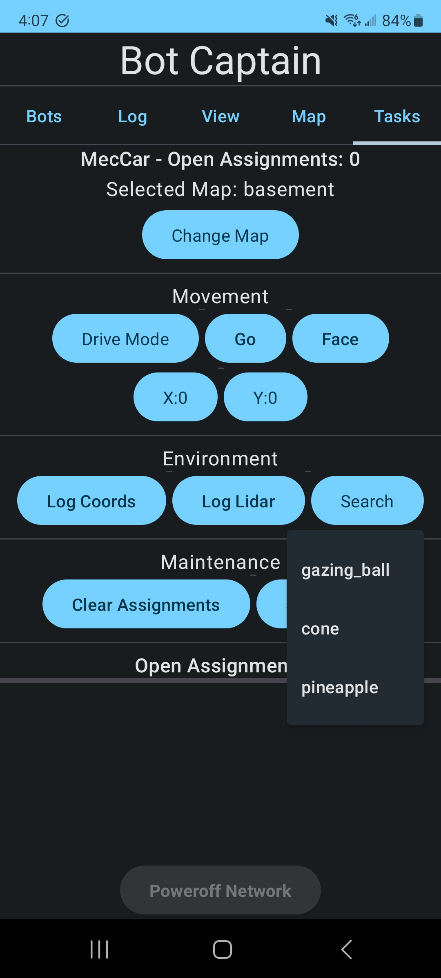 4:07 84%
Bot Captain
Bots Log View Map Tasks
MecCar - Open Assignments: 0
Selected Map: basement
Change Map
Movement
Drive Mode Go Face
X:0 Y:0
Environment
Log Coords Log Lidar Search
gazing_ball
cone
pineapple
Maintenance
Clear Assignments
Open Assignmen
Poweroff Network